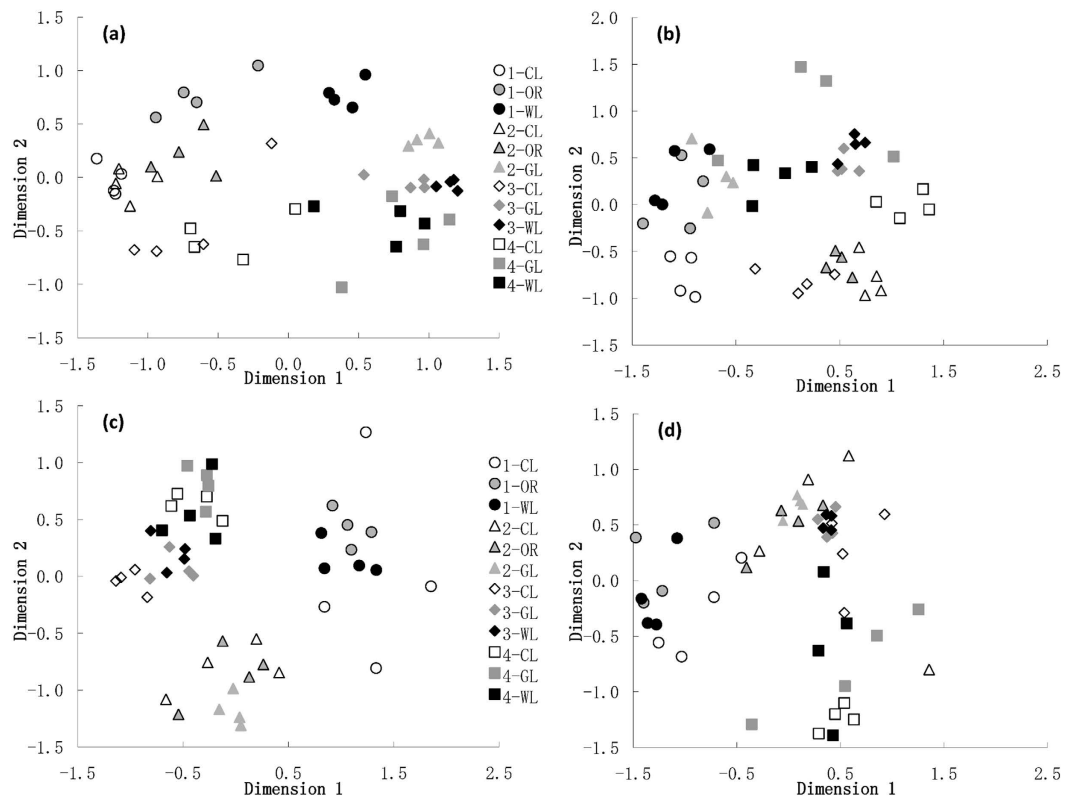 (a)
1.5
1.0
0.5
0.0
-0.5
-1.0
-1.5
-1.5 -1.0 -0.5 0.0 0.5 1.0 1.5
Dimension 2
Dimension 1
1-CL
1-OR
1-WL
2-CL
2-OR
2-GL
3-CL
3-GL
3-WL
4-CL
4-GL
4-WL
(b)
2.0
1.5
1.0
0.5
0.0
-0.5
-1.0
-1.5
-1.5 -0.5 0.5 1.5 2.5
Dimension 2
Dimension 1
(c)
1.5
1.0
0.5
0.0
-0.5
-1.0
-1.5
-1.5 -0.5 0.5 1.5 2.5
Dimension 2
Dimension 1
1-CL
1-OR
1-WL
2-CL
2-OR
2-GL
3-CL
3-GL
3-WL
4-CL
4-GL
4-WL
(d)
1.5
1.0
0.5
0.0
-0.5
-1.0
-1.5
-1.5 -0.5 0.5 1.5 2.5
Dimension 2
Dimension 1